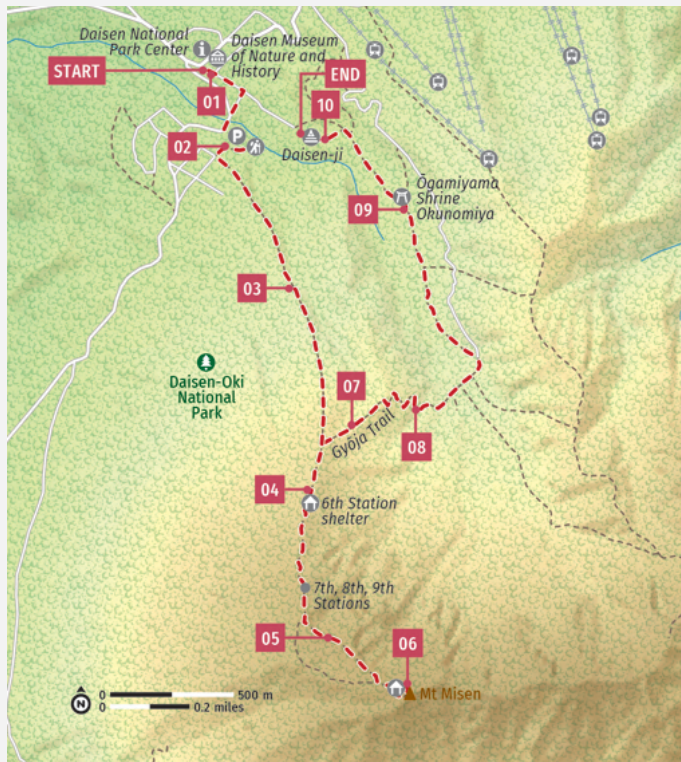 Daisen National
Park Center
Daisen Museum
of Nature and
History
START
END
01
10
02
P
Daisen-ji
Ōgamiyama
Shrine
Okunomiya
09
03
Daisen-Oki
National
Park
07
Gyōja Trail
08
04
6th Station
shelter
7th, 8th, 9th
Stations
05
06
Mt Misen
N
0 500 m
0 0.2 miles